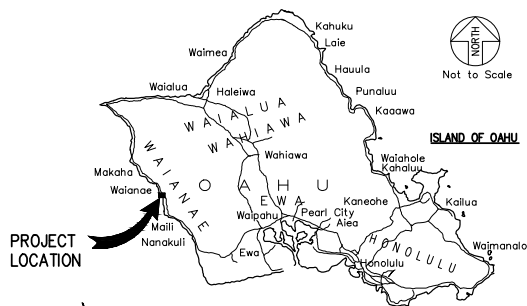 Kahuku
Laie
Waimea
Hauula
NORTH
Not to Scale
Waialua
Haleiwa
Punaluu
Kaaawa
WAIALUA
WAHIAWA
ISLAND OF OAHU
Wahiawa
Waiahole
Kahaluu
Makaha
WAIANAE
Waianae
OAHU
EWA
Kaneohe
Kailua
Waipahu
Pearl City
Aiea
Maili
HONOLULU
PROJECT
LOCATION
Nanakuli
Ewa
Waimanalo
Honolulu